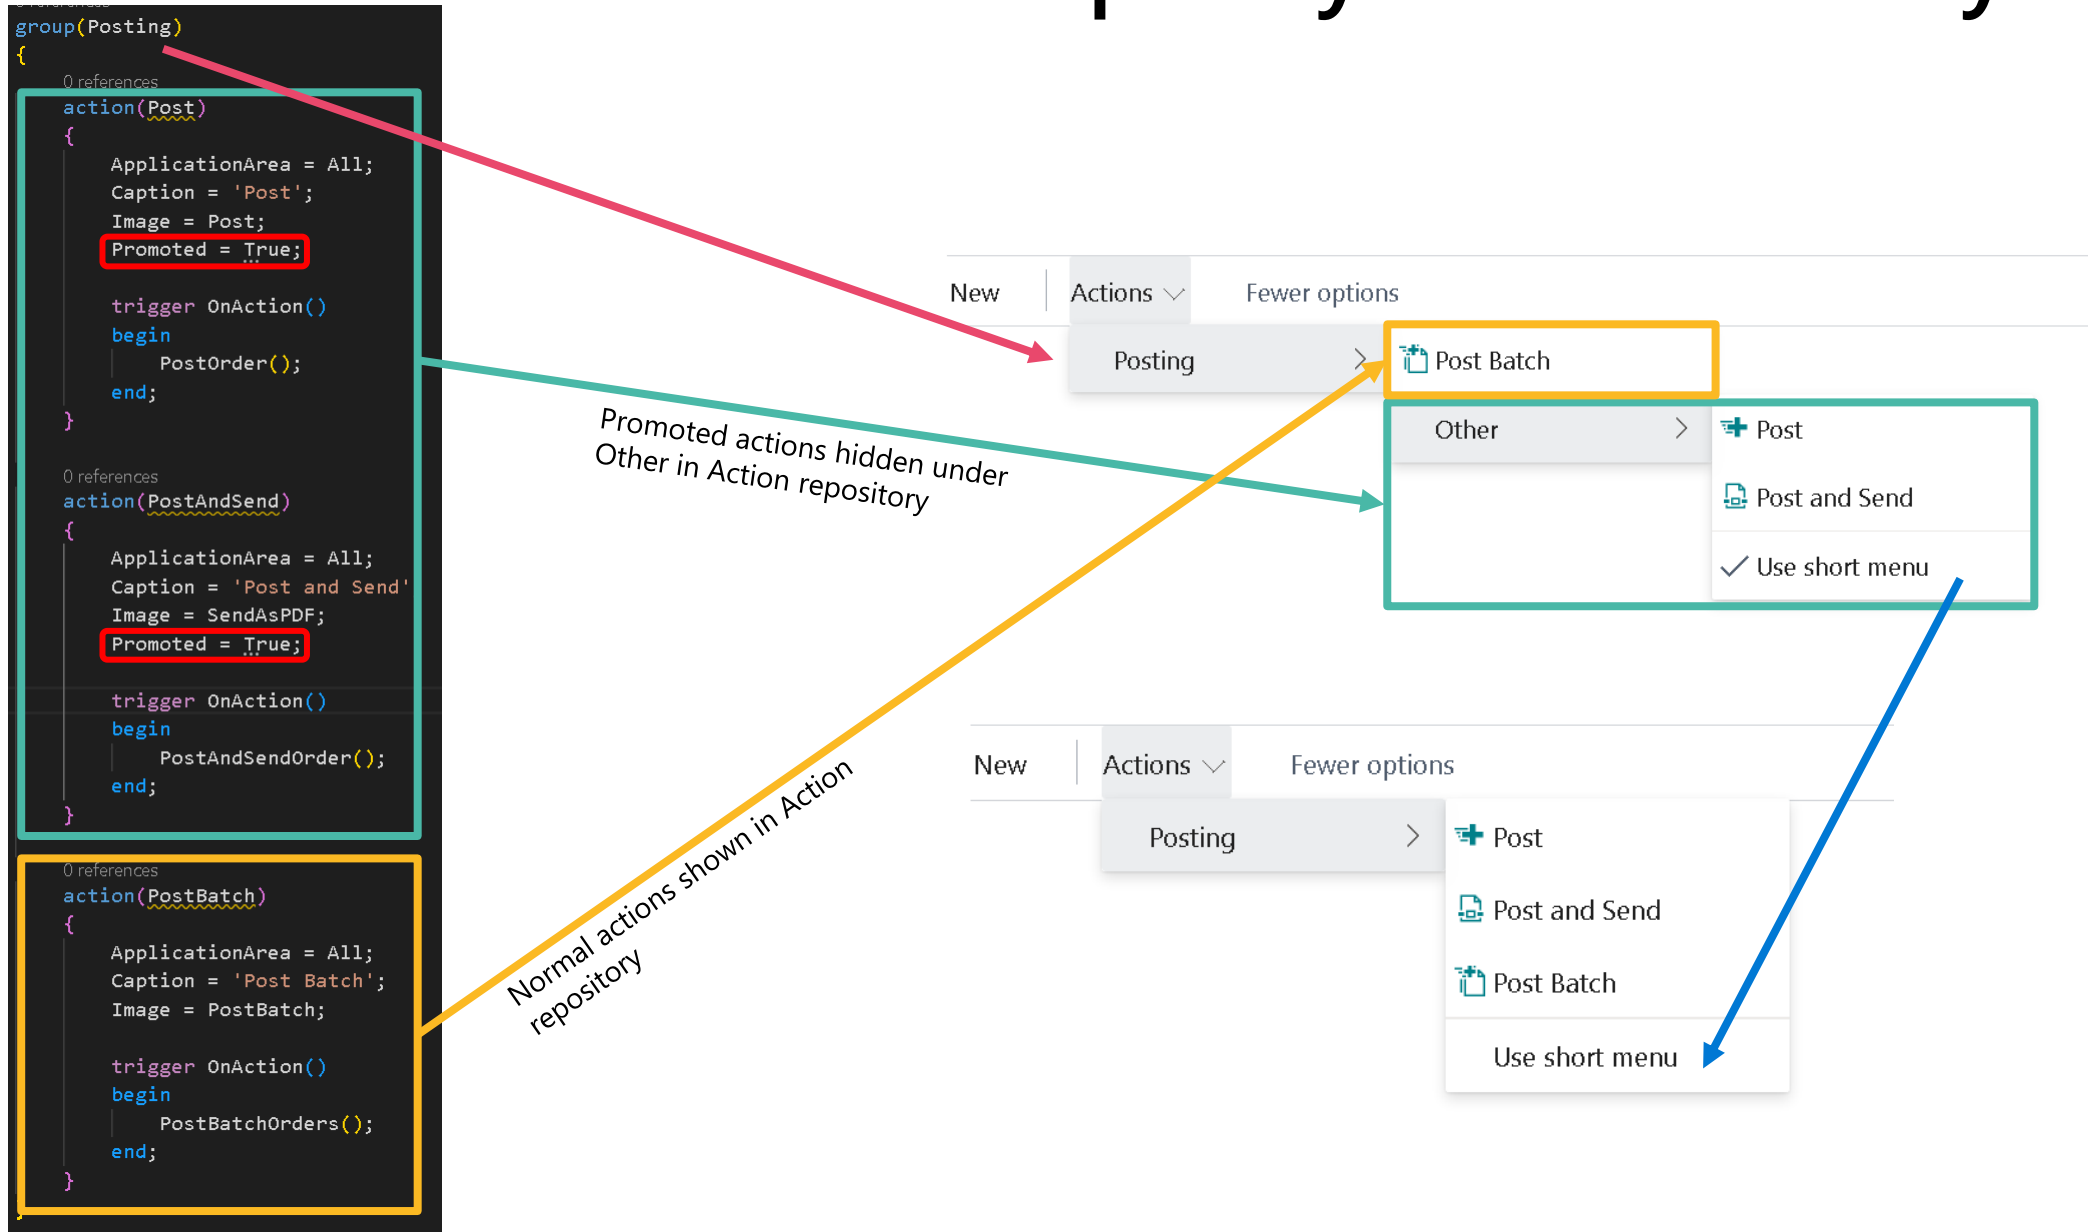 group(Posting)
{
0 references
action(Post)
{
ApplicationArea = All;
Caption = 'Post';
Image = Post;
Promoted = True;
trigger OnAction()
begin
PostOrder();
end;
}
0 references
action(PostAndSend)
{
ApplicationArea = All;
Caption = 'Post and Send'
Image = SendAsPDF;
Promoted = True;
trigger OnAction()
begin
PostAndSendOrder();
end;
}
0 references
action(PostBatch)
{
ApplicationArea = All;
Caption = 'Post Batch';
Image = PostBatch;
trigger OnAction()
begin
PostBatchOrders();
end;
}
}
Promoted actions hidden under
Other in Action repository
Normal actions shown in Action
repository
New Actions Fewer options
Posting Post Batch
Other Post
Post and Send
Use short menu
New Actions Fewer options
Posting Post
Post and Send
Post Batch
Use short menu